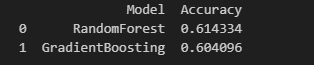 Model Accuracy
0 RandomForest 0.614334
1 GradientBoosting 0.604096